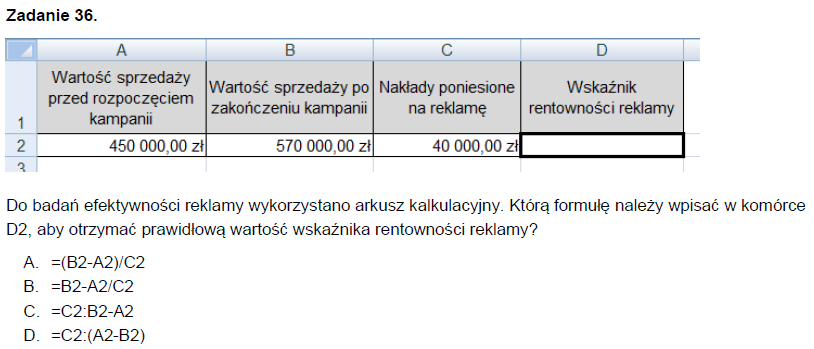 Zadanie 36.
A B C D
1 Wartość sprzedaży przed rozpoczęciem kampanii Wartość sprzedaży po zakończeniu kampanii Nakłady poniesione na reklamę Wskaźnik rentowności reklamy
2 450 000,00 zł 570 000,00 zł 40 000,00 zł
3
Do badań efektywności reklamy wykorzystano arkusz kalkulacyjny. Którą formułę należy wpisać w komórce
D2, aby otrzymać prawidłową wartość wskaźnika rentowności reklamy?
A. =(B2-A2)/C2
B. =B2-A2/C2
C. =C2:B2-A2
D. =C2:(A2-B2)